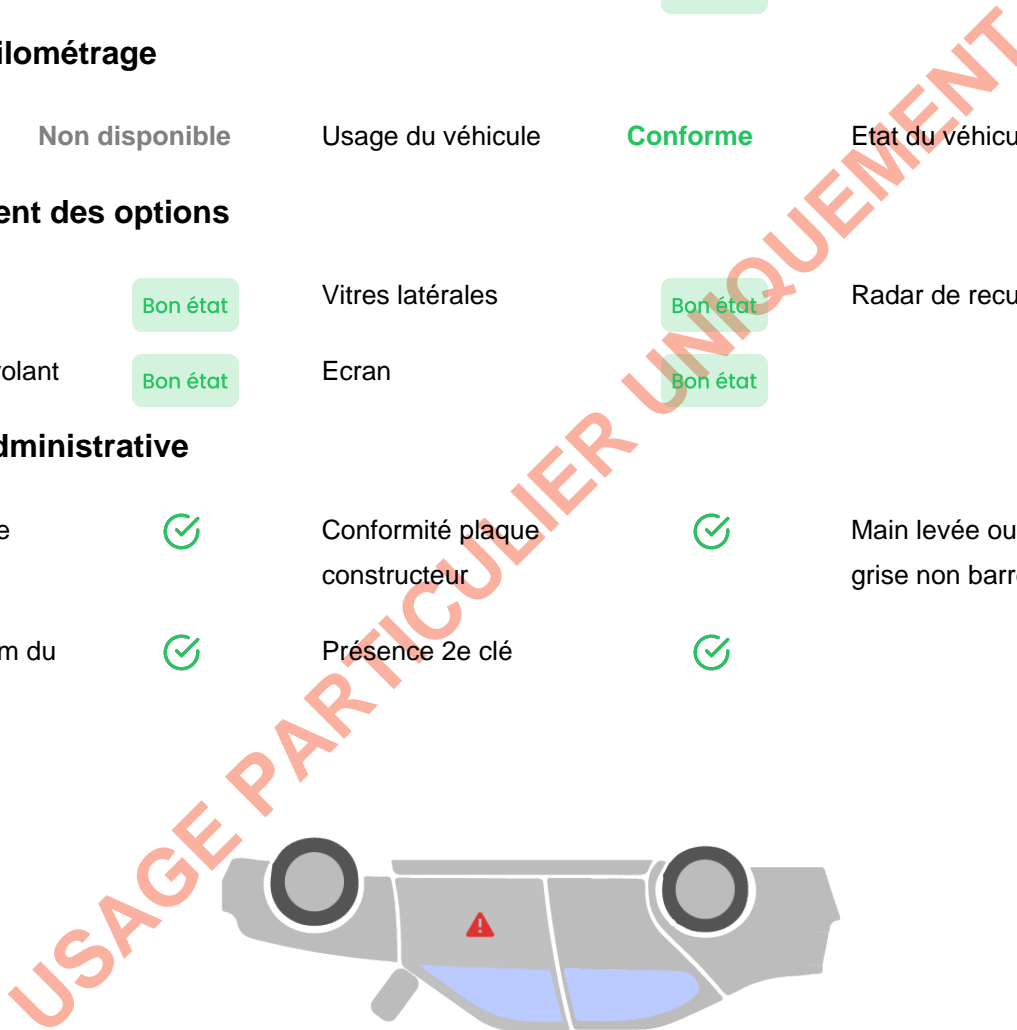 ilométrage
Non disponible Usage du véhicule Conforme Etat du véhicu
ent des options
Bon état Vitres latérales Bon état Radar de recu
olant Bon état Ecran Bon état
dministrative
e Conformité plaque Main levée ou
constructeur grise non barr
m du Présence 2e clé
USAGE PARTICULIER UNIQUEMENT